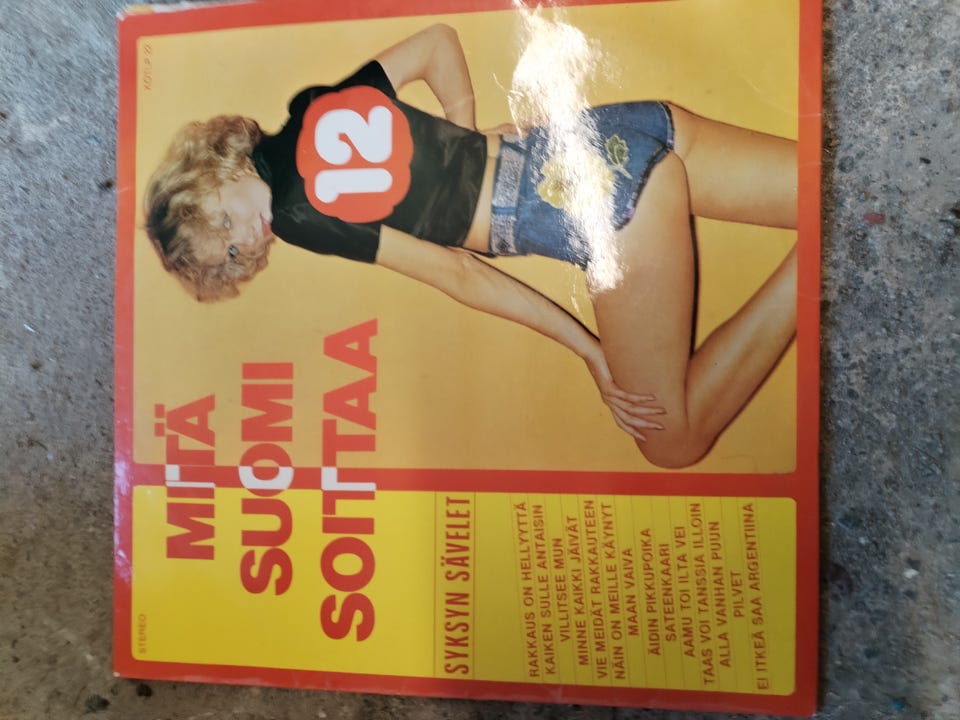 STEREO
MITÄ
SUOMI
SOITTAA
12
SYKSYN SÄVELET
RAKKAUS ON HELLYYTTÄ
KAIKEN SULLE ANTAISIN
VILLITSEE MUN
MINNE KAIKKI JÄIVÄT
VIE MEIDÄT RAKKAUTEEN
NÄIN ON MEILLE KÄYNYT
MAAN VAIVA
ÄIDIN PIKKUPOIKA
SATEENKAARI
AAMU TOI ILTA VEI
TAAS VOI TANSSIA ILLOIN
ALLA VANHAN PUUN
PILVET
EI ITKEÄ SAA ARGENTIINA